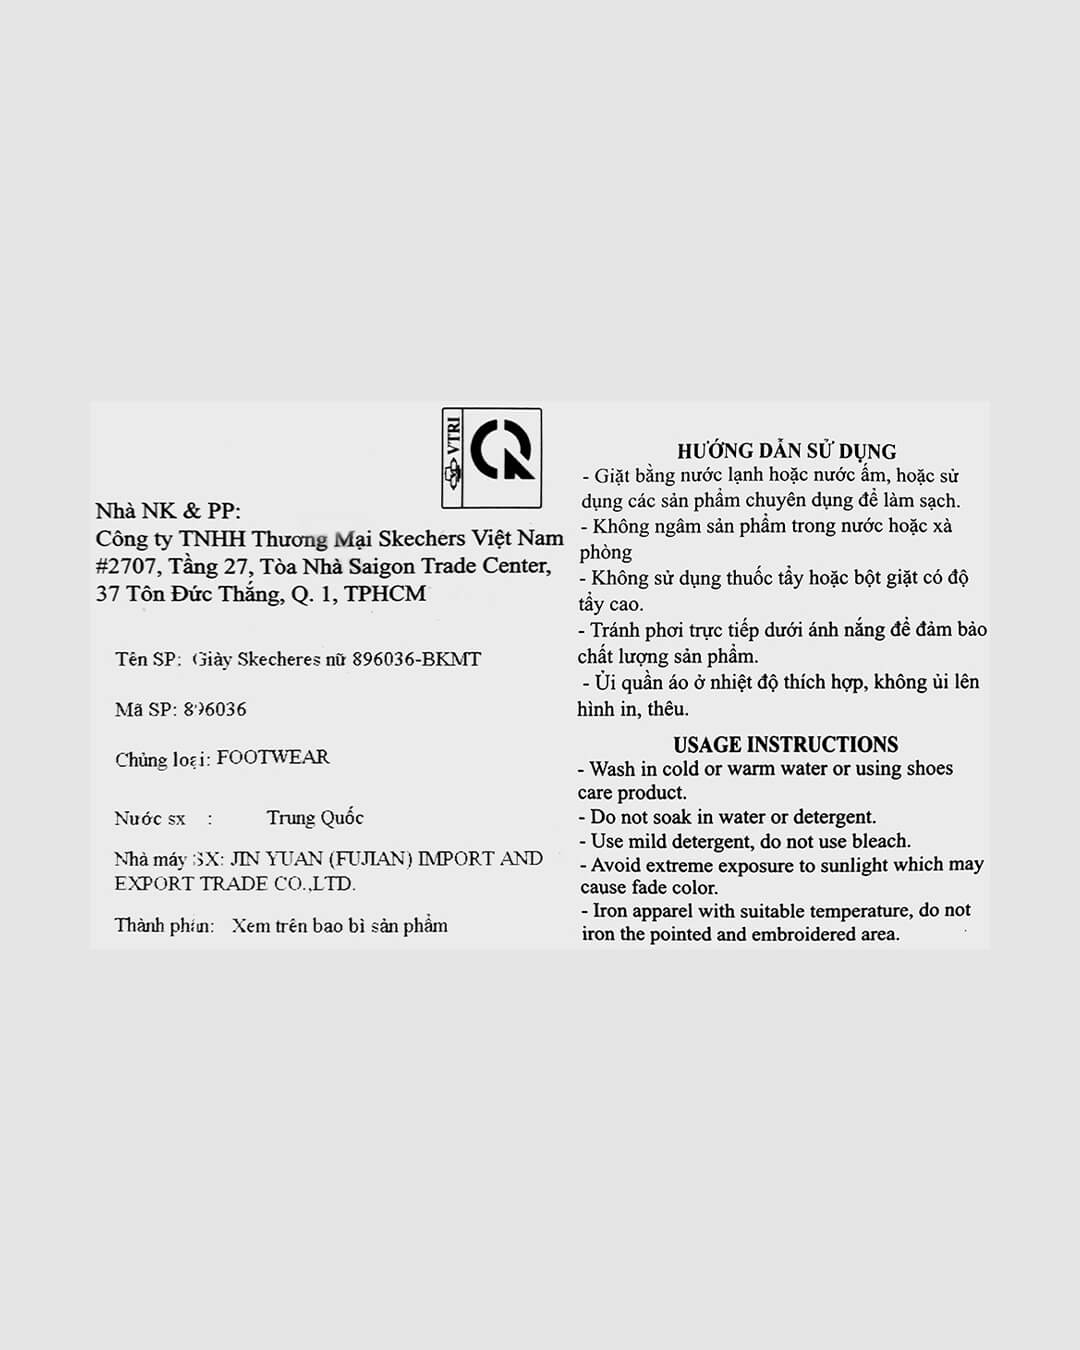 VTRI
Nhà NK & PP:
Công ty TNHH Thương Mại Skechers Việt Nam
#2707, Tầng 27, Tòa Nhà Saigon Trade Center,
37 Tôn Đức Thắng, Q. 1, TPHCM
Tên SP: Giày Skecheres nữ 896036-BKMT
Mã SP: 896036
Chủng loại: FOOTWEAR
Nước sx : Trung Quốc
Nhà máy SX: JIN YUAN (FUJIAN) IMPORT AND
EXPORT TRADE CO.,LTD.
Thành phần: Xem trên bao bì sản phẩm
HƯỚNG DẪN SỬ DỤNG
- Giặt bằng nước lạnh hoặc nước ấm, hoặc sử
dụng các sản phẩm chuyên dụng để làm sạch.
- Không ngâm sản phẩm trong nước hoặc xà
phòng
- Không sử dụng thuốc tẩy hoặc bột giặt có độ
tẩy cao.
- Tránh phơi trực tiếp dưới ánh nắng để đảm bảo
chất lượng sản phẩm.
- Ủi quần áo ở nhiệt độ thích hợp, không ủi lên
hình in, thêu.
USAGE INSTRUCTIONS
- Wash in cold or warm water or using shoes
care product.
- Do not soak in water or detergent.
- Use mild detergent, do not use bleach.
- Avoid extreme exposure to sunlight which may
cause fade color.
- Iron apparel with suitable temperature, do not
iron the pointed and embroidered area.